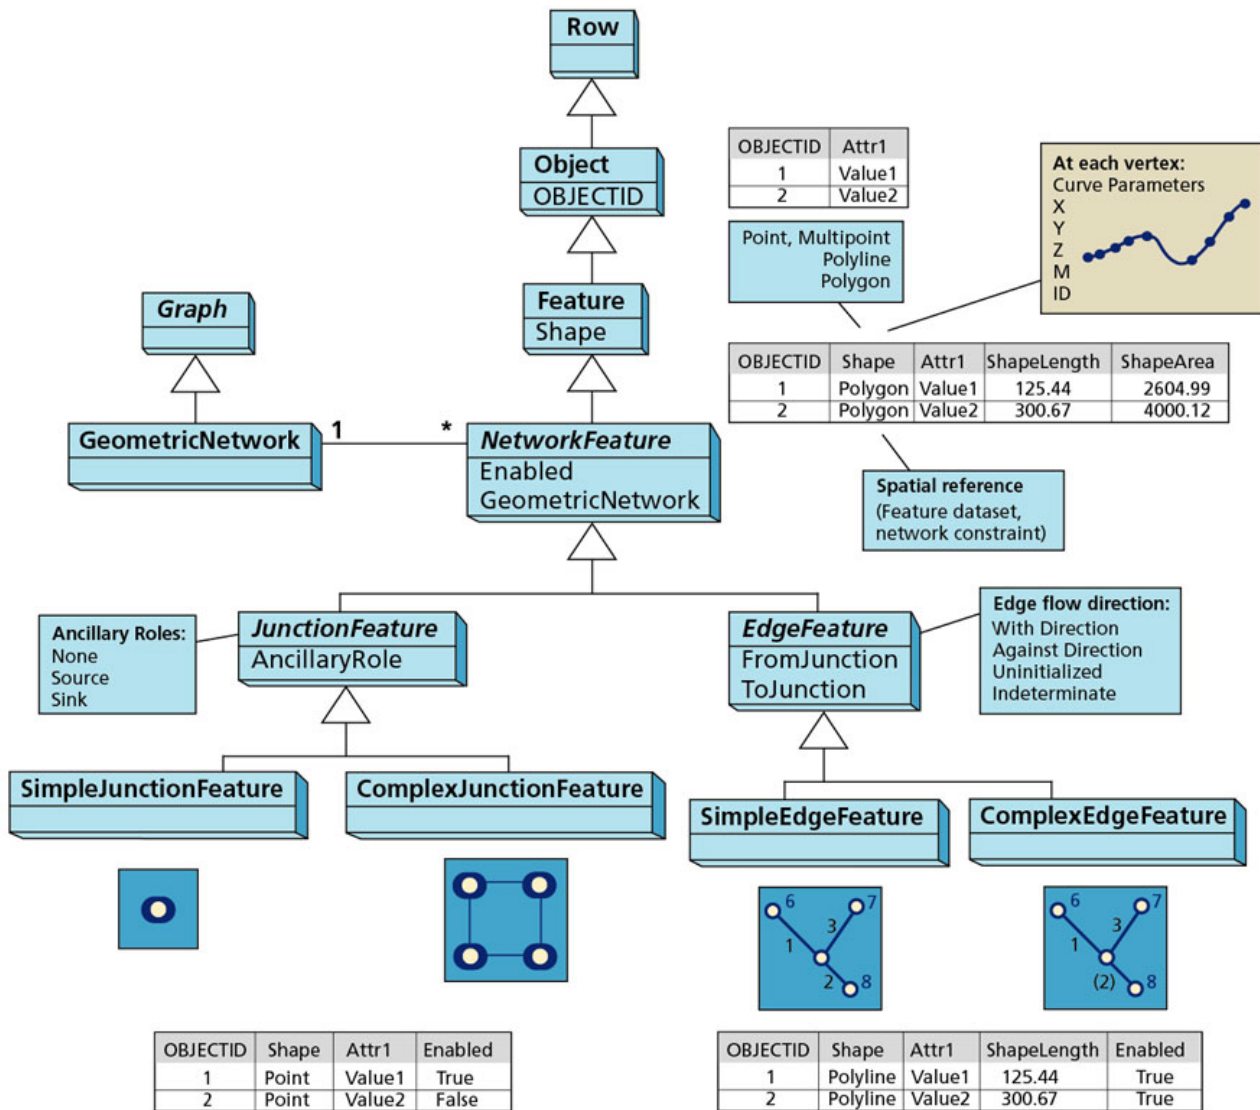 Row
Object
OBJECTID
OBJECTID Attr1
1 Value1
2 Value2
At each vertex:
Curve Parameters
X
Y
Z
M
ID
Point, Multipoint
Polyline
Polygon
Graph
Feature
Shape
OBJECTID Shape Attr1 ShapeLength ShapeArea
1 Polygon Value1 125.44 2604.99
2 Polygon Value2 300.67 4000.12
GeometricNetwork
1 *
NetworkFeature
Enabled
GeometricNetwork
Spatial reference
(Feature dataset,
network constraint)
Ancillary Roles:
None
Source
Sink
JunctionFeature
AncillaryRole
EdgeFeature
FromJunction
ToJunction
Edge flow direction:
With Direction
Against Direction
Uninitialized
Indeterminate
SimpleJunctionFeature
ComplexJunctionFeature
SimpleEdgeFeature
ComplexEdgeFeature
6 7
3
1
2 8
6 7
3
1
(2) 8
OBJECTID Shape Attr1 Enabled
1 Point Value1 True
2 Point Value2 False
OBJECTID Shape Attr1 ShapeLength Enabled
1 Polyline Value1 125.44 True
2 Polyline Value2 300.67 True